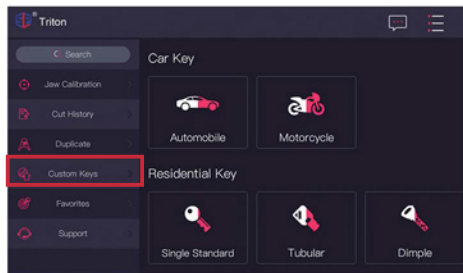 Triton
Search
Jaw Calibration
Cut History
Duplicate
Custom Keys
Favorites
Support
Car Key
Automobile
Motorcycle
Residential Key
Single Standard
Tubular
Dimple